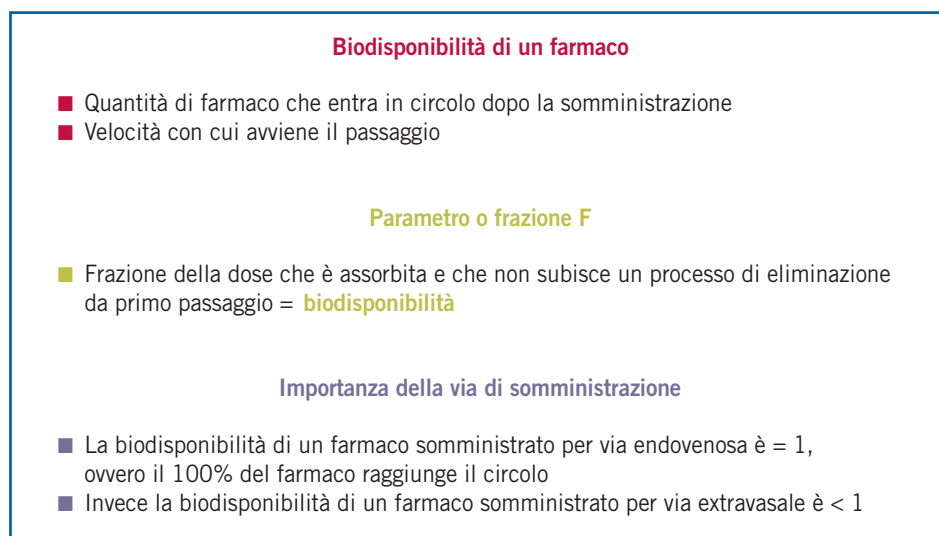 Biodisponibilità di un farmaco
■ Quantità di farmaco che entra in circolo dopo la somministrazione
■ Velocità con cui avviene il passaggio
Parametro o frazione F
■ Frazione della dose che è assorbita e che non subisce un processo di eliminazione
da primo passaggio = biodisponibilità
Importanza della via di somministrazione
■ La biodisponibilità di un farmaco somministrato per via endovenosa è = 1,
ovvero il 100% del farmaco raggiunge il circolo
■ Invece la biodisponibilità di un farmaco somministrato per via extravasale è < 1